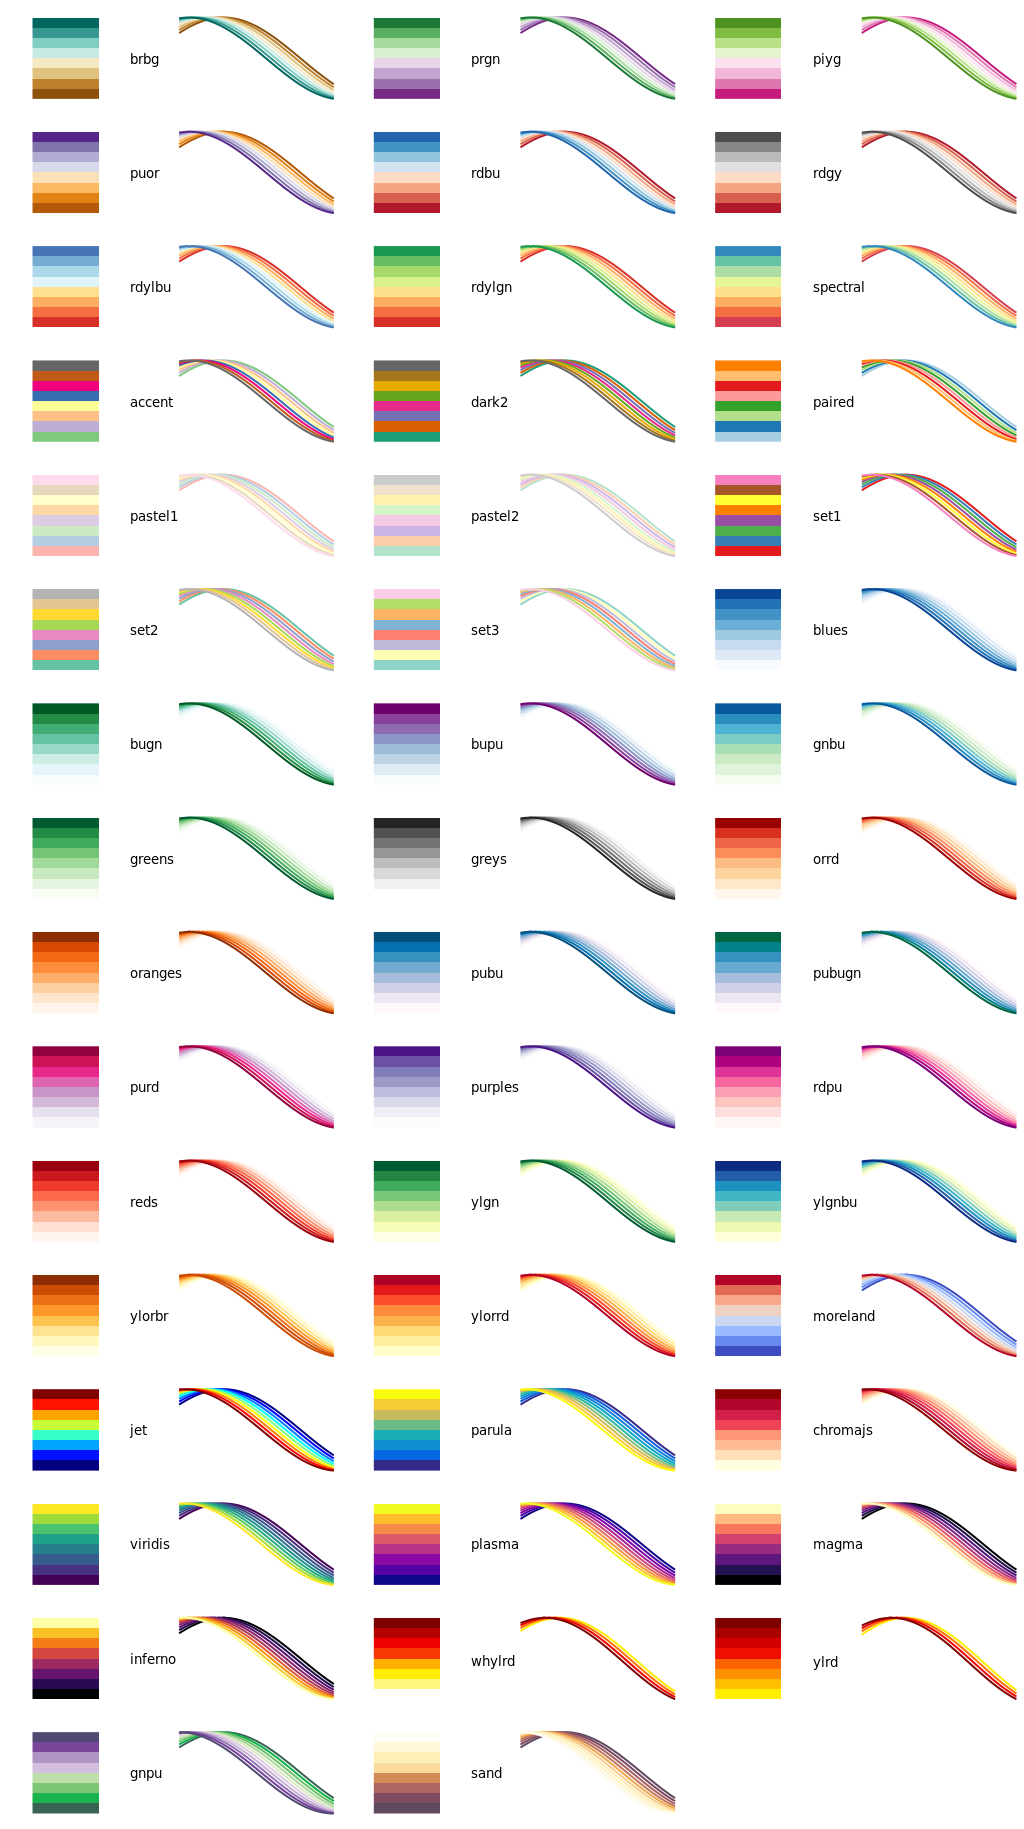 brbg
prgn
piyg
puor
rdbu
rdgy
rdylbu
rdylgn
spectral
accent
dark2
paired
pastel1
pastel2
set1
set2
set3
blues
bugn
bupu
gnbu
greens
greys
orrd
oranges
pubu
pubugn
purd
purples
rdpu
reds
ylgn
ylgnbu
ylorbr
ylorrd
moreland
jet
parula
chromajs
viridis
plasma
magma
inferno
whylrd
ylrd
gnpu
sand